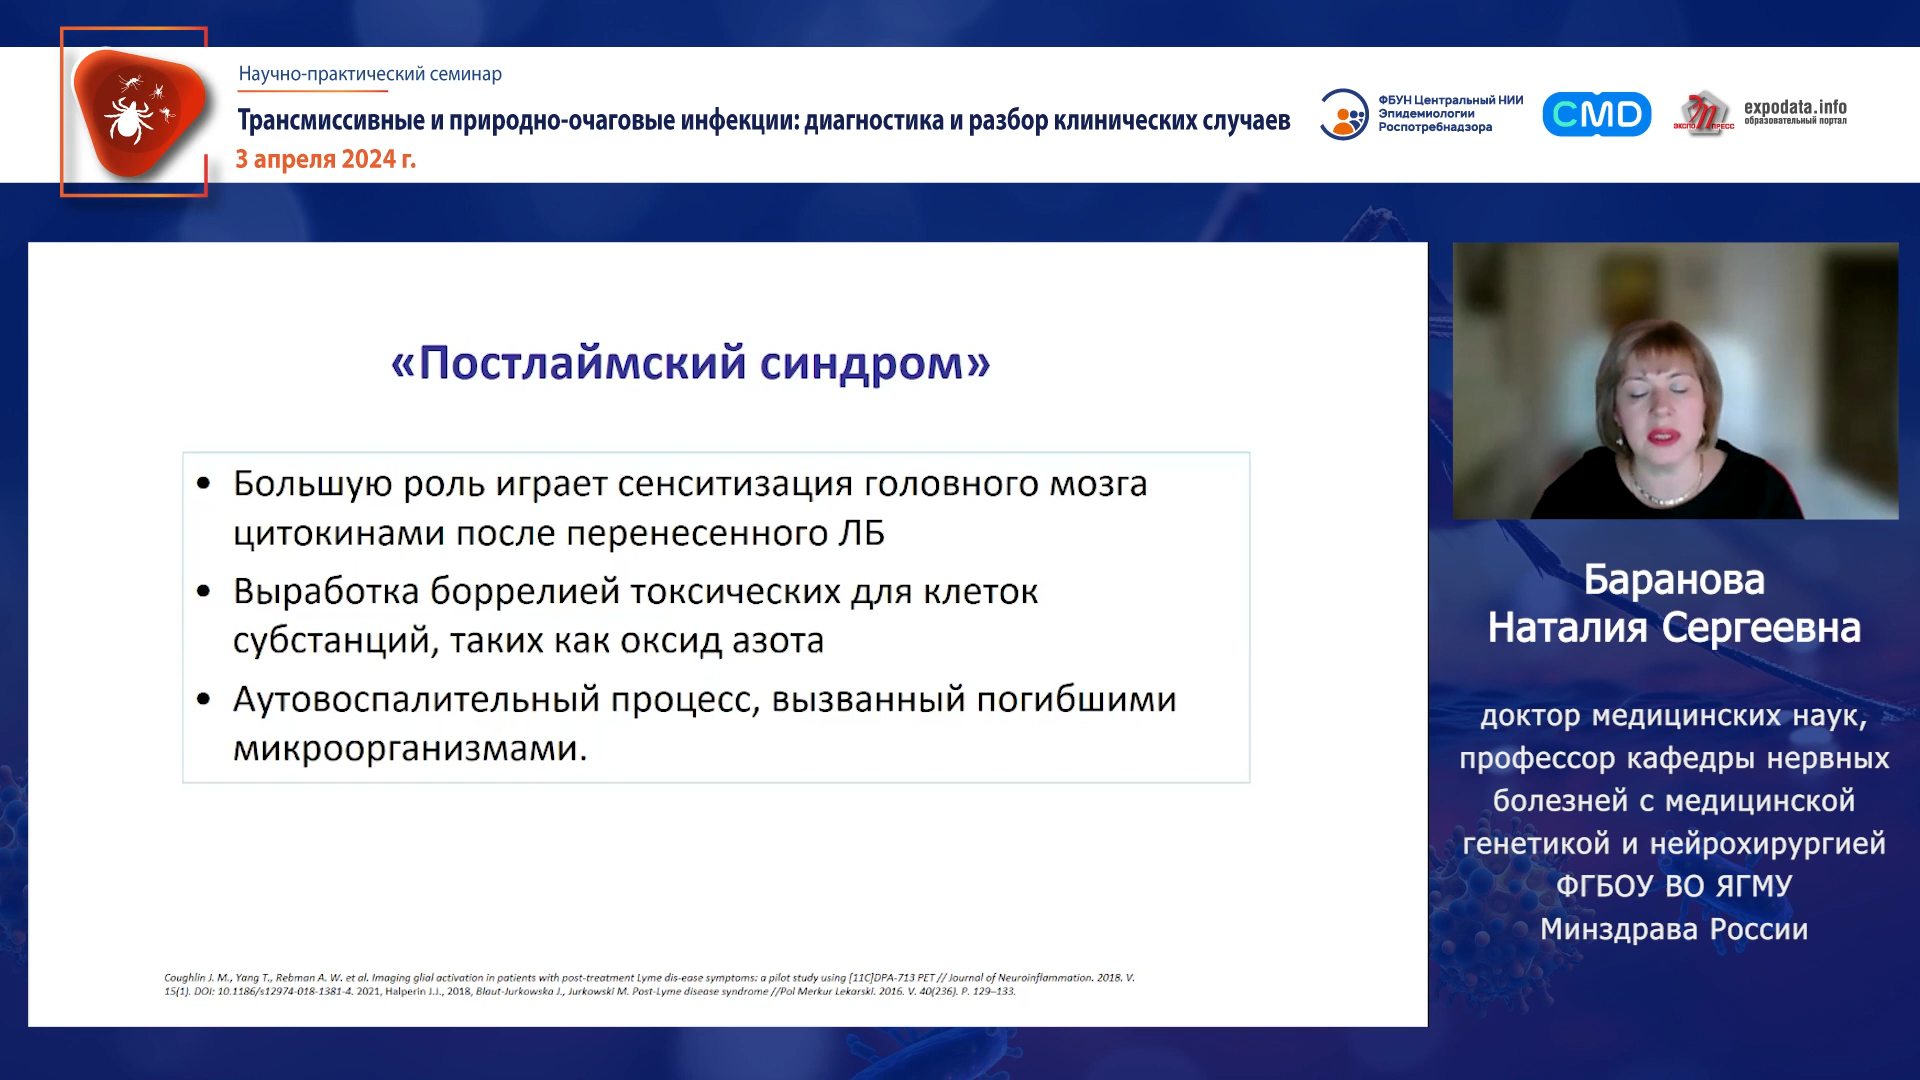 Научно-практический семинар
Трансмиссивные и природно-очаговые инфекции: диагностика и разбор клинических случаев
3 апреля 2024 г.
ФБУН Центральный НИИ
Эпидемиологии
Роспотребнадзора
CMD
ЭКСПО ПРЕСС
expodata.info
образовательный портал
«Постлаймский синдром»
• Большую роль играет сенситизация головного мозга
цитокинами после перенесенного ЛБ
• Выработка боррелией токсических для клеток
субстанций, таких как оксид азота
• Аутовоспалительный процесс, вызванный погибшими
микроорганизмами.
Coughlin J. M., Yang T., Rebman A. W. et al. Imaging glial activation in patients with post-treatment Lyme dis-ease symptoms: a pilot study using [11C]DPA-713 PET // Journal of Neuroinflammation. 2018. V.
15(1). DOI: 10.1186/s12974-018-1381-4. 2021, Halperin J.J., 2018, Blaut-Jurkowska J., Jurkowski M. Post-Lyme disease syndrome //Pol Merkur Lekarski. 2016. V. 40(236). P. 129–133.
Баранова
Наталия Сергеевна
доктор медицинских наук,
профессор кафедры нервных
болезней с медицинской
генетикой и нейрохирургией
ФГБОУ ВО ЯГМУ
Минздрава России